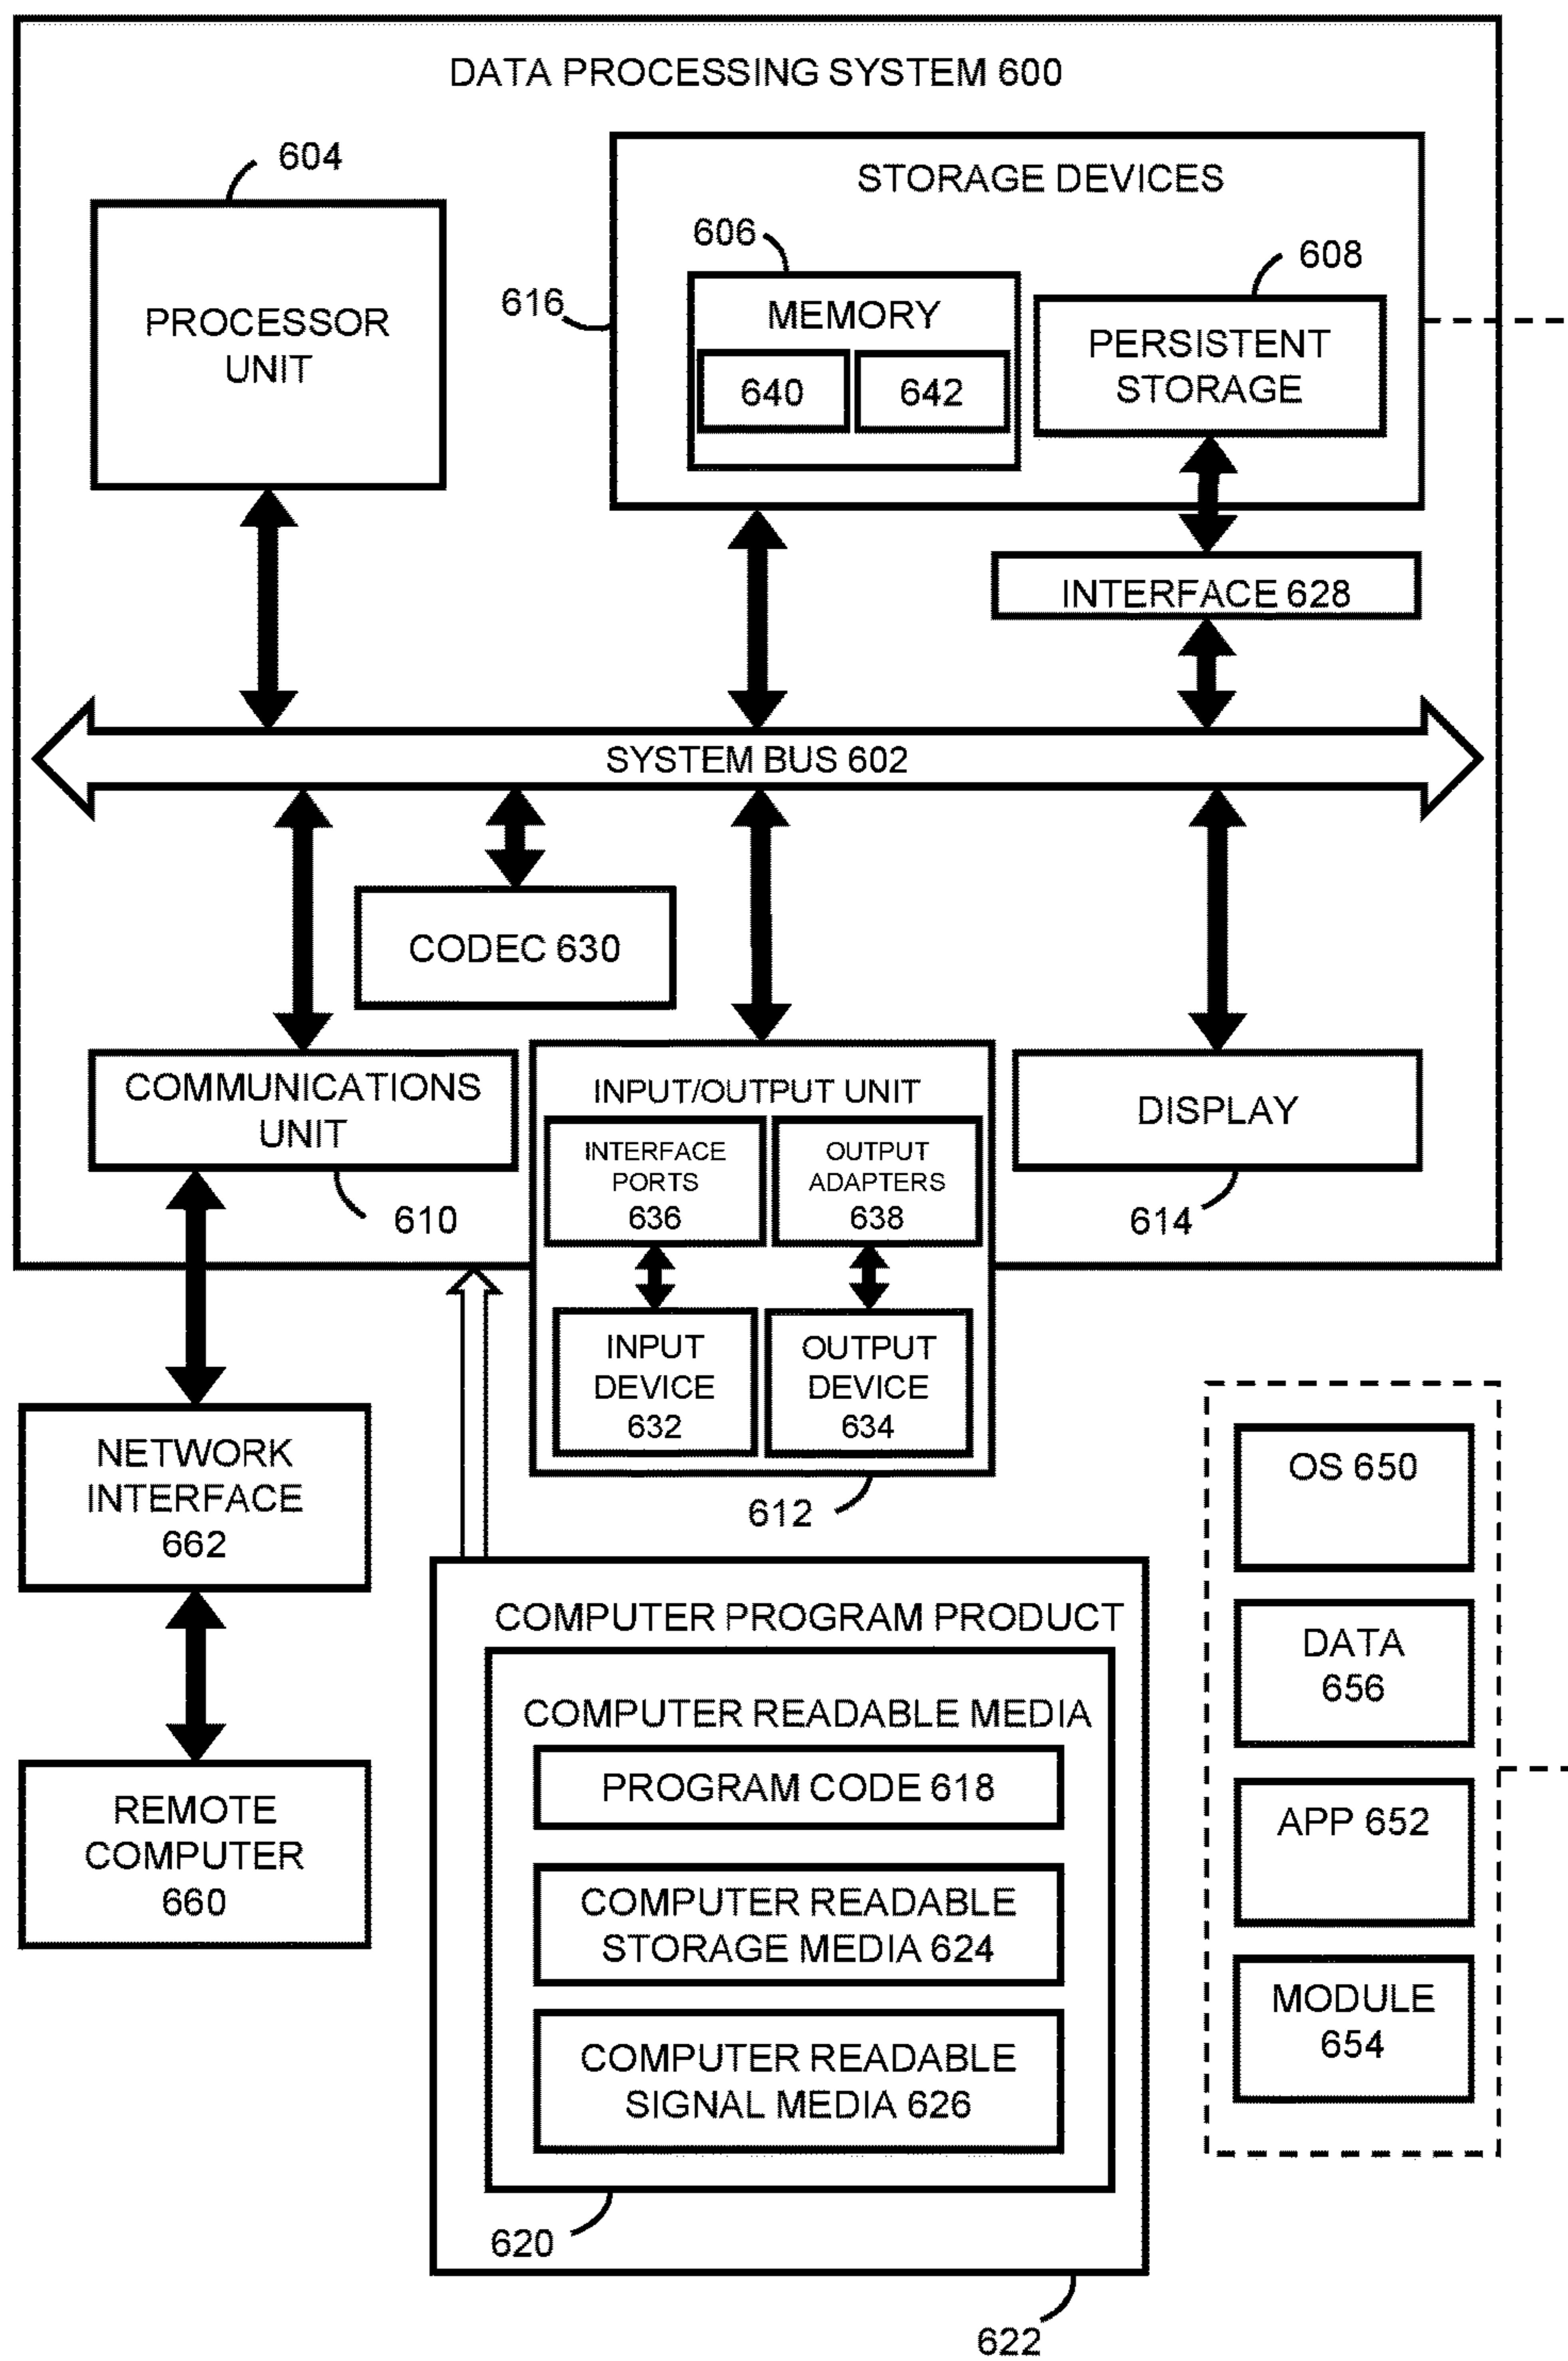 DATA PROCESSING SYSTEM 600
604
PROCESSOR
UNIT
STORAGE DEVICES
606
608
616
MEMORY
640
642
PERSISTENT
STORAGE
INTERFACE 628
SYSTEM BUS 602
CODEC 630
COMMUNICATIONS
UNIT
610
INPUT/OUTPUT UNIT
INTERFACE
PORTS
636
OUTPUT
ADAPTERS
638
INPUT
DEVICE
632
OUTPUT
DEVICE
634
612
DISPLAY
614
NETWORK
INTERFACE
662
REMOTE
COMPUTER
660
COMPUTER PROGRAM PRODUCT
COMPUTER READABLE MEDIA
PROGRAM CODE 618
COMPUTER READABLE
STORAGE MEDIA 624
COMPUTER READABLE
SIGNAL MEDIA 626
620
622
OS 650
DATA
656
APP 652
MODULE
654